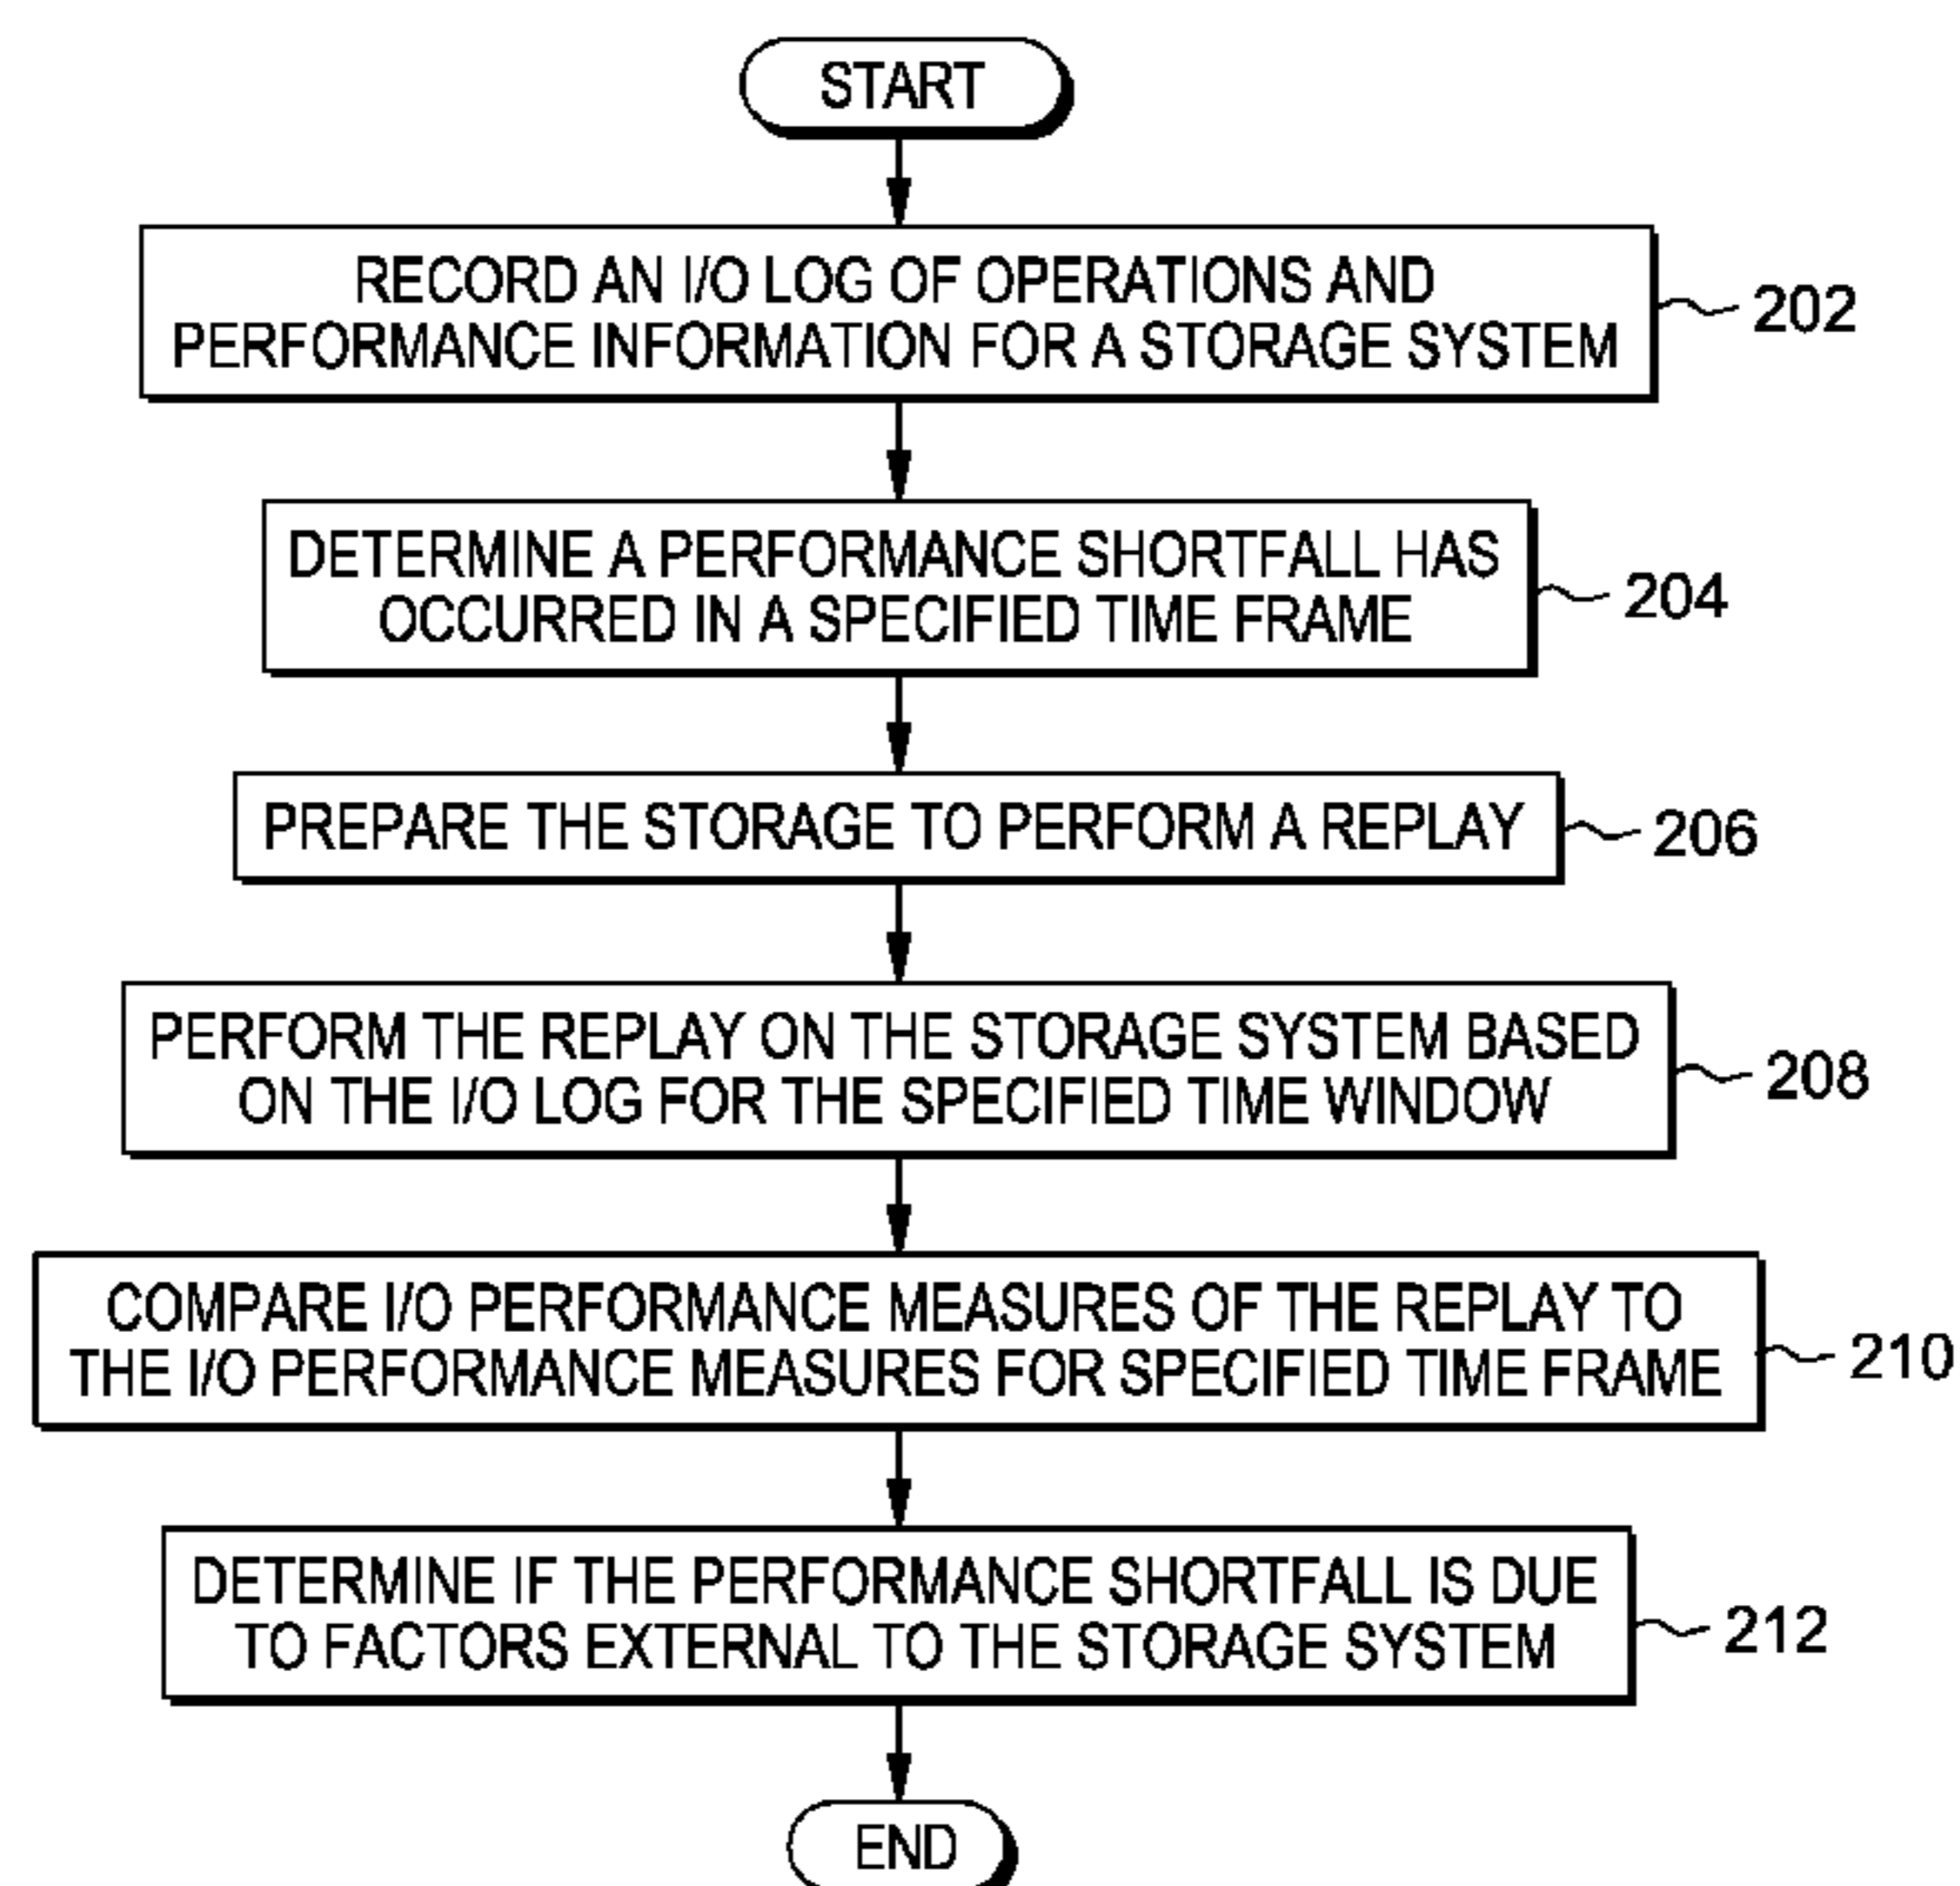 START
RECORD AN I/O LOG OF OPERATIONS AND
PERFORMANCE INFORMATION FOR A STORAGE SYSTEM
202
DETERMINE A PERFORMANCE SHORTFALL HAS
OCCURRED IN A SPECIFIED TIME FRAME
204
PREPARE THE STORAGE TO PERFORM A REPLAY
206
PERFORM THE REPLAY ON THE STORAGE SYSTEM BASED
ON THE I/O LOG FOR THE SPECIFIED TIME WINDOW
208
COMPARE I/O PERFORMANCE MEASURES OF THE REPLAY TO
THE I/O PERFORMANCE MEASURES FOR SPECIFIED TIME FRAME
210
DETERMINE IF THE PERFORMANCE SHORTFALL IS DUE
TO FACTORS EXTERNAL TO THE STORAGE SYSTEM
212
END